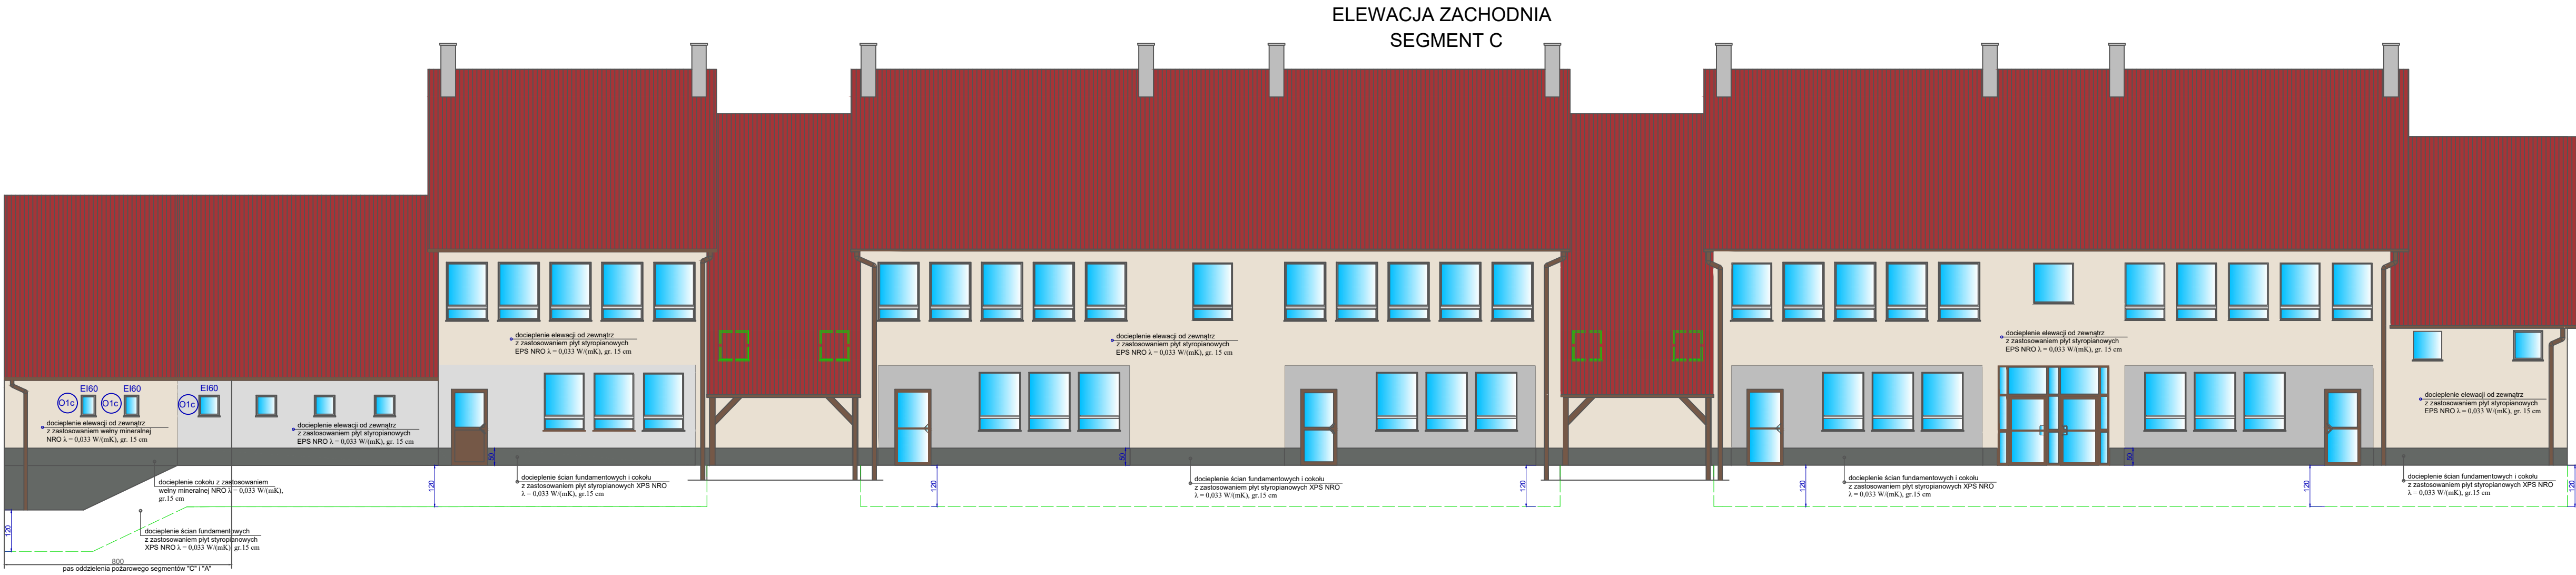 ELEWACJA ZACHODNIA
SEGMENT C
EI60
EI60
EI60
O1c
O1c
O1c
docieplenie elewacji od zewnątrz
z zastosowaniem wełny mineralnej
NRO λ = 0,033 W/(mK), gr. 15 cm
docieplenie elewacji od zewnątrz
z zastosowaniem płyt styropianowych
EPS NRO λ = 0,033 W/(mK), gr. 15 cm
docieplenie elewacji od zewnątrz
z zastosowaniem płyt styropianowych
EPS NRO λ = 0,033 W/(mK), gr. 15 cm
docieplenie elewacji od zewnątrz
z zastosowaniem płyt styropianowych
EPS NRO λ = 0,033 W/(mK), gr. 15 cm
docieplenie elewacji od zewnątrz
z zastosowaniem płyt styropianowych
EPS NRO λ = 0,033 W/(mK), gr. 15 cm
docieplenie elewacji od zewnątrz
z zastosowaniem płyt styropianowych
EPS NRO λ = 0,033 W/(mK), gr. 15 cm
50
50
50
docieplenie cokołu z zastosowaniem
wełny mineralnej NRO λ = 0,033 W/(mK),
gr.15 cm
120
docieplenie ścian fundamentowych i cokołu
z zastosowaniem płyt styropianowych XPS NRO
λ = 0,033 W/(mK), gr.15 cm
120
docieplenie ścian fundamentowych i cokołu
z zastosowaniem płyt styropianowych XPS NRO
λ = 0,033 W/(mK), gr.15 cm
120
120
docieplenie ścian fundamentowych i cokołu
z zastosowaniem płyt styropianowych XPS NRO
λ = 0,033 W/(mK), gr.15 cm
120
docieplenie ścian fundamentowych i cokołu
z zastosowaniem płyt styropianowych XPS NRO
λ = 0,033 W/(mK), gr.15 cm
120
120
docieplenie ścian fundamentowych
z zastosowaniem płyt styropianowych
XPS NRO λ = 0,033 W/(mK), gr.15 cm
800
pas oddzielenia pożarowego segmentów "C" i "A"